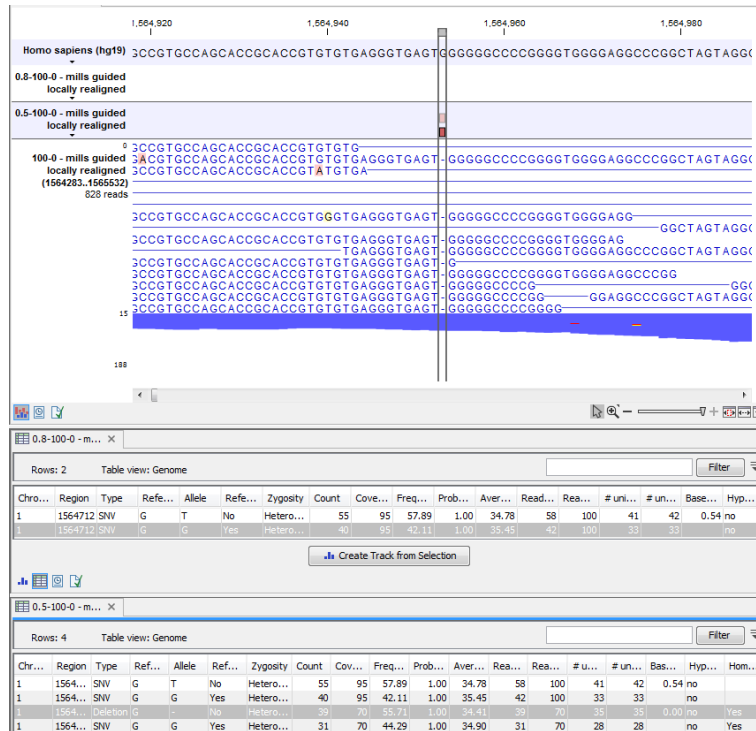 1,564,920 1,564,940 1,564,960 1,564,980
Homo sapiens (hg19) GCCGTGCCAGCACCGCACCGTGTGTGAGGGTGAGTGGGGGGCCCCGGGGTGGGGAGGCCCGGCTAGTAGGG
0.8-100-0 - mills guided
locally realigned
0.5-100-0 - mills guided
locally realigned
0
GCCGTGCCAGCACCGCACCGTGTGTG
100-0 - mills guided GACGTGCCAGCACCGCACCGTGTGTGAGGGTGAGT-GGGGGCCCCGGGGTGGGGAGGCCCGGCTAGTAGGG
locally realigned GCCGTGCCAGCACCGCACCGTATGTGA
(1564283..1565532)
828 reads
GCCGTGCCAGCACCGCACCGTGGGTGAGGGTGAGT-GGGGGCCCCGGGGTGGGGAGG
GGCTAGTAGGG
GCCGTGCCAGCACCGCACCGTGTGTGAGGGTGAGT-GGGGGCCCCGGGGTGGGGAG
TGAGGGTGAGT-GGGGGCCCCGGGGTGGGGAGGCCCGGCTAGTAGGG
GCCGTGCCAGCACCGCACCGTGTGTGAGGGTGAGT-G
GCCGTGCCAGCACCGCACCGTGTGTGAGGGTGAGT-GGGGGCCCCGGGGTGGGGAGGCCCGG
GCCGTGCCAGCACCGCACCGTGTGTGAGGGTGAGT-GGGGGCCCCG GGG
GCCGTGCCAGCACCGCACCGTGTGTGAGGGTGAGT-GGGGGCCCCGG GGAGGCCCGGCTAGTAGGG
GCCGTGCCAGCACCGCACCGTGTGTGAGGGTGAGT-GGGGGCCCCGGGG
15
188
0.8-100-0 - m...
Rows: 2 Table view: Genome Filter
Chro... Region Type Refe... Allele Refe... Zygosity Count Cove... Freq... Prob... Aver... Read... Rea... # uni... # un... Base... Hyp...
1 1564712 SNV G T No Hetero... 55 95 57.89 1.00 34.78 58 100 41 42 0.54 no
1 1564712 SNV G G Yes Hetero... 40 95 42.11 1.00 35.45 42 100 33 33 no
Create Track from Selection
0.5-100-0 - m...
Rows: 4 Table view: Genome Filter
Chr... Region Type Ref... Allele Ref... Zygosity Count Cov... Freq... Prob... Aver... Rea... Rea... # u... # un... Bas... Hyp... Hom...
1 1564... SNV G T No Hetero... 55 95 57.89 1.00 34.78 58 100 41 42 0.54 no
1 1564... SNV G G Yes Hetero... 40 95 42.11 1.00 35.45 42 100 33 33 no
1 1564... Deletion G - No Hetero... 39 70 55.71 1.00 34.41 39 70 35 35 0.00 no Yes
1 1564... SNV G G Yes Hetero... 31 70 44.29 1.00 34.90 31 70 28 28 no Yes